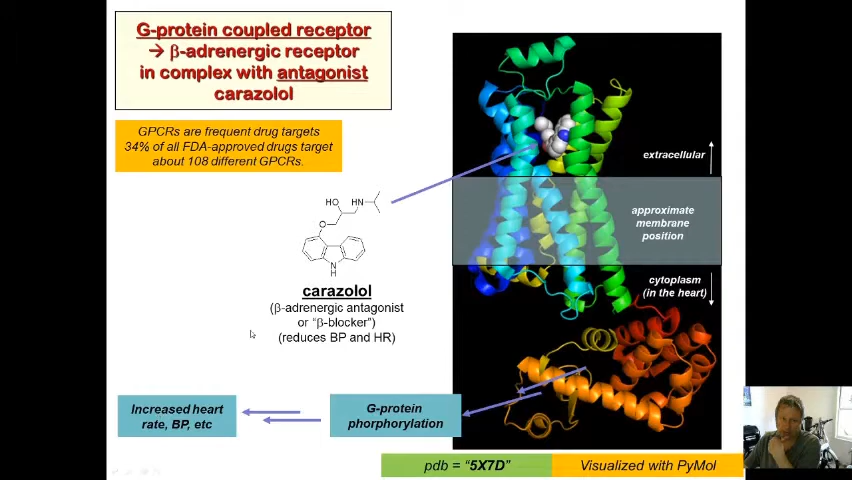 G-protein coupled receptor
→ β-adrenergic receptor
in complex with antagonist
carazolol
GPCRs are frequent drug targets
34% of all FDA-approved drugs target
about 108 different GPCRs.
extracellular
approximate
membrane
position
cytoplasm
(in the heart)
HO
HN
O
N
H
carazolol
(β-adrenergic antagonist
or “β-blocker”)
(reduces BP and HR)
Increased heart
rate, BP, etc
G-protein
phorphorylation
pdb = “5X7D”
Visualized with PyMol